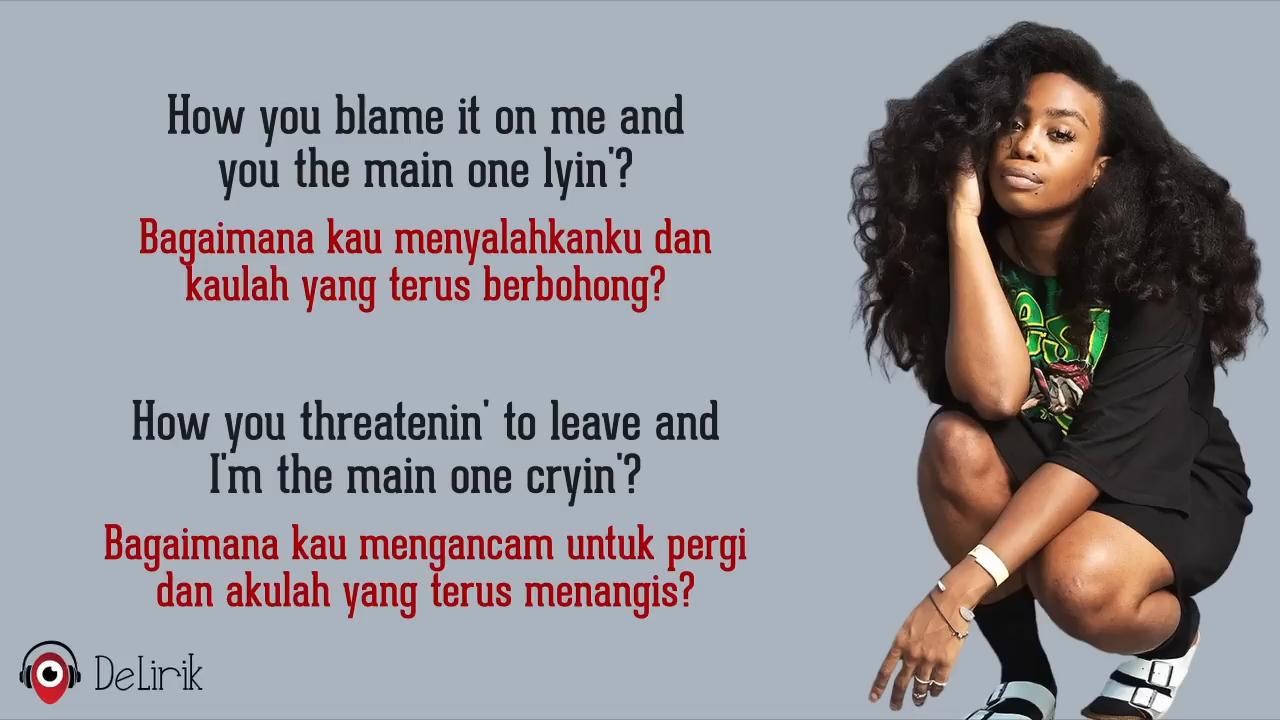 How you blame it on me and
you the main one lyin'?
Bagaimana kau menyalahkanku dan
kaulah yang terus berbohong?
How you threatenin' to leave and
I'm the main one cryin'?
Bagaimana kau mengancam untuk pergi
dan akulah yang terus menangis?
DeLirik